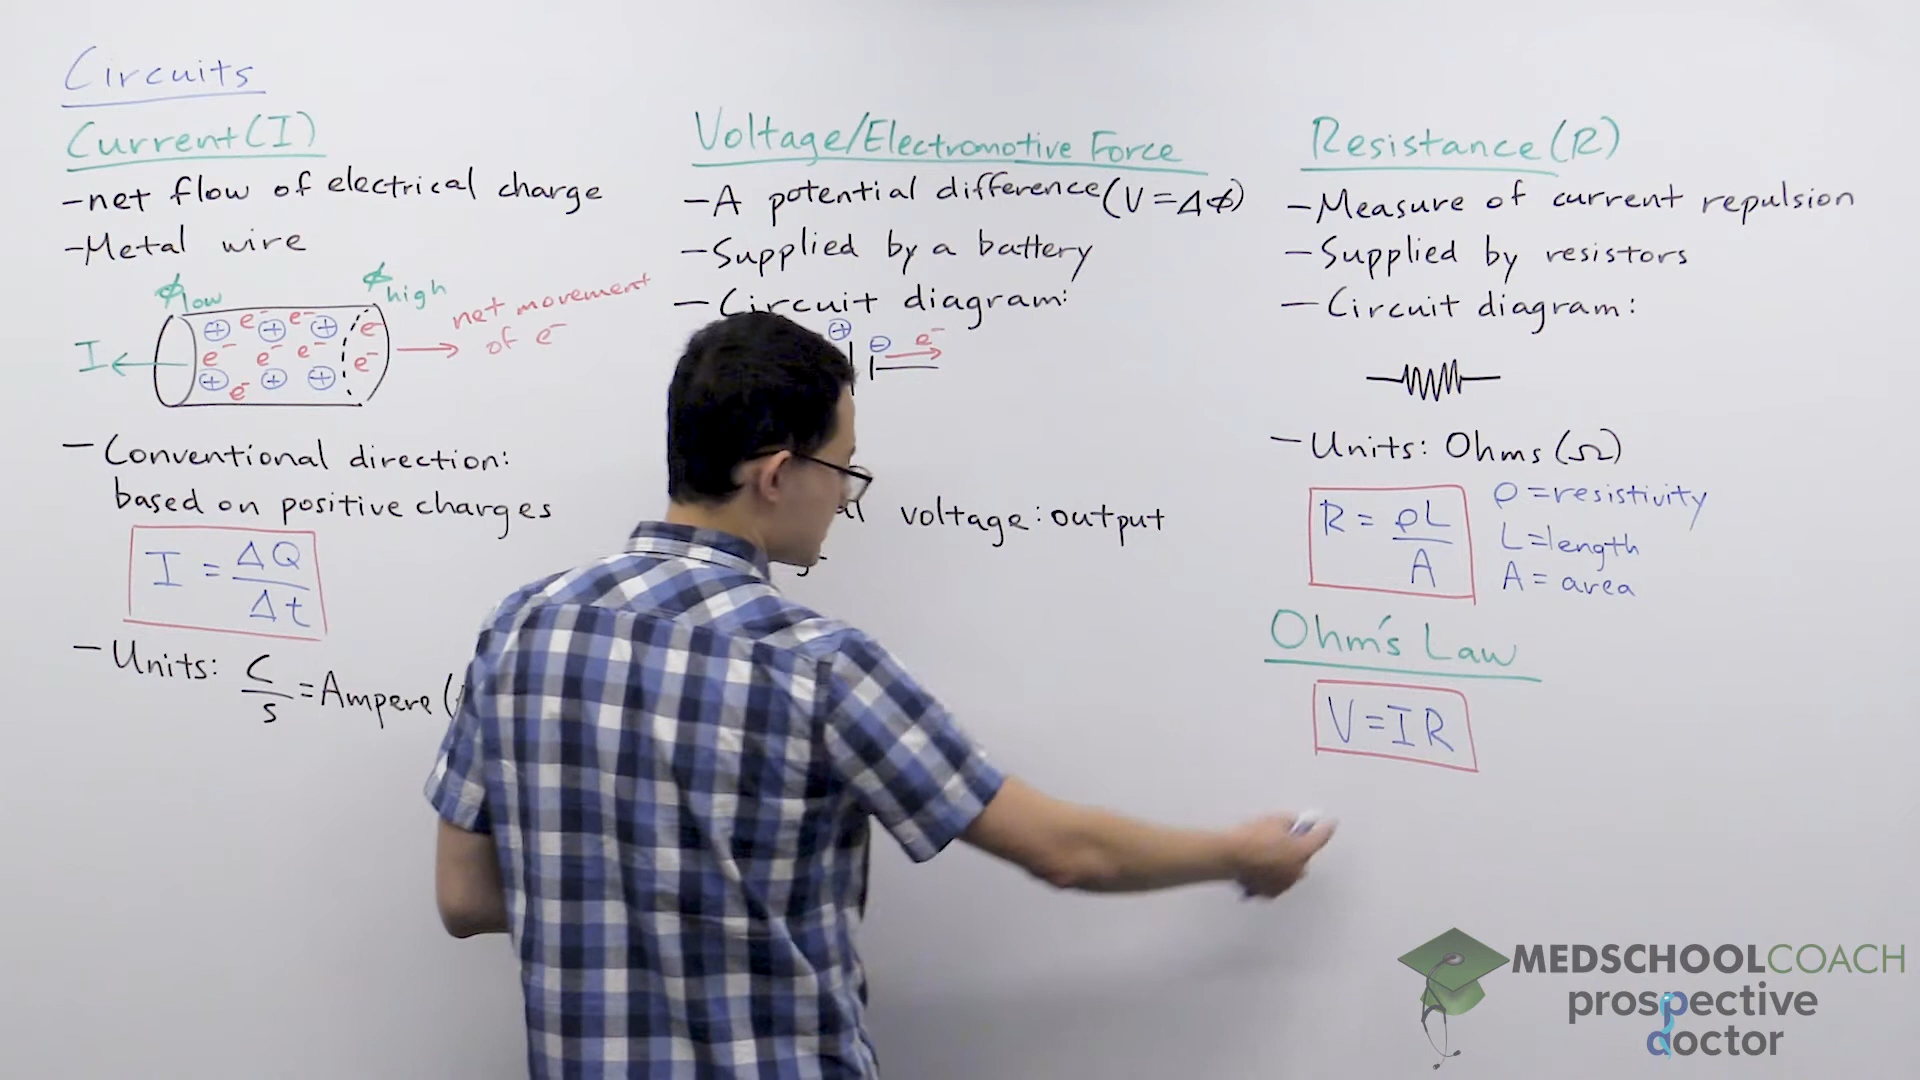 Circuits
Current (I)
-net flow of electrical charge
-Metal wire
ϕlow
ϕhigh
net movement
of e⁻
I
+ e⁻ + e⁻ + e⁻
e⁻ e⁻ e⁻ e⁻
+ e⁻ + +
- Conventional direction:
based on positive charges
I = ΔQ/Δt
- Units: C/s = Ampere (
Voltage/Electromotive Force
- A potential difference (V = Δϕ)
- Supplied by a battery
- Circuit diagram:
+ - e⁻
voltage: output
Resistance (R)
- Measure of current repulsion
- Supplied by resistors
- Circuit diagram:
- Units: Ohms (Ω)
R = ρL/A
ρ = resistivity
L = length
A = area
Ohm's Law
V = IR
MEDSCHOOLCOACH
prospective
doctor